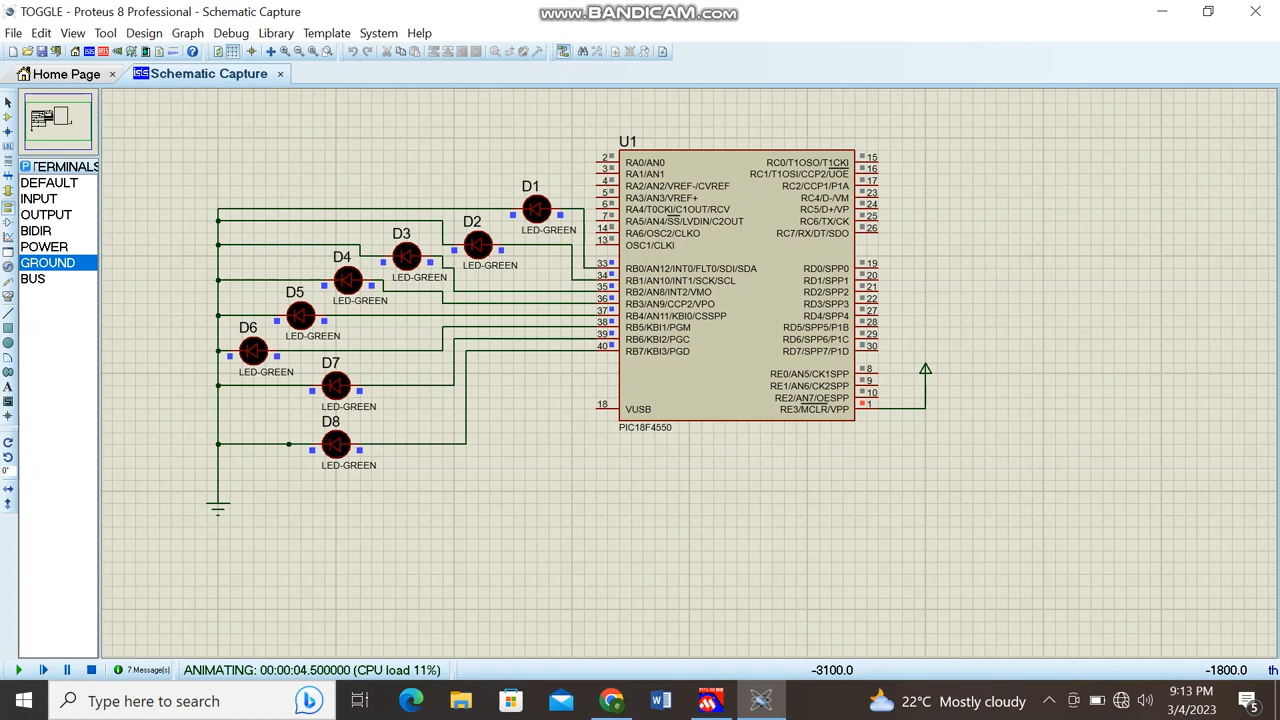 TOGGLE - Proteus 8 Professional - Schematic Capture
www.BANDICAM.com
File Edit View Tool Design Graph Debug Library Template System Help
Home Page × Schematic Capture ×
P TERMINALS
DEFAULT
INPUT
OUTPUT
BIDIR
POWER
GROUND
BUS
LBL
A
0°
D1
LED-GREEN
D2
LED-GREEN
D3
LED-GREEN
D4
LED-GREEN
D5
LED-GREEN
D6
LED-GREEN
D7
LED-GREEN
D8
LED-GREEN
U1
2 RA0/AN0
3 RA1/AN1
4 RA2/AN2/VREF-/CVREF
5 RA3/AN3/VREF+
6 RA4/T0CKI/C1OUT/RCV
7 RA5/AN4/SS/LVDIN/C2OUT
14 RA6/OSC2/CLKO
13 OSC1/CLKI
33 RB0/AN12/INT0/FLT0/SDI/SDA
34 RB1/AN10/INT1/SCK/SCL
35 RB2/AN8/INT2/VMO
36 RB3/AN9/CCP2/VPO
37 RB4/AN11/KBI0/CSSPP
38 RB5/KBI1/PGM
39 RB6/KBI2/PGC
40 RB7/KBI3/PGD
18 VUSB
RC0/T1OSO/T1CKI 15
RC1/T1OSI/CCP2/UOE 16
RC2/CCP1/P1A 17
RC4/D-/VM 23
RC5/D+/VP 24
RC6/TX/CK 25
RC7/RX/DT/SDO 26
RD0/SPP0 19
RD1/SPP1 20
RD2/SPP2 21
RD3/SPP3 22
RD4/SPP4 27
RD5/SPP5/P1B 28
RD6/SPP6/P1C 29
RD7/SPP7/P1D 30
RE0/AN5/CK1SPP 8
RE1/AN6/CK2SPP 9
RE2/AN7/OESPP 10
RE3/MCLR/VPP 1
PIC18F4550
7 Message(s) ANIMATING: 00:00:04.500000 (CPU load 11%) -3100.0 -1800.0 th
Type here to search
22°C Mostly cloudy
9:13 PM
3/4/2023
5